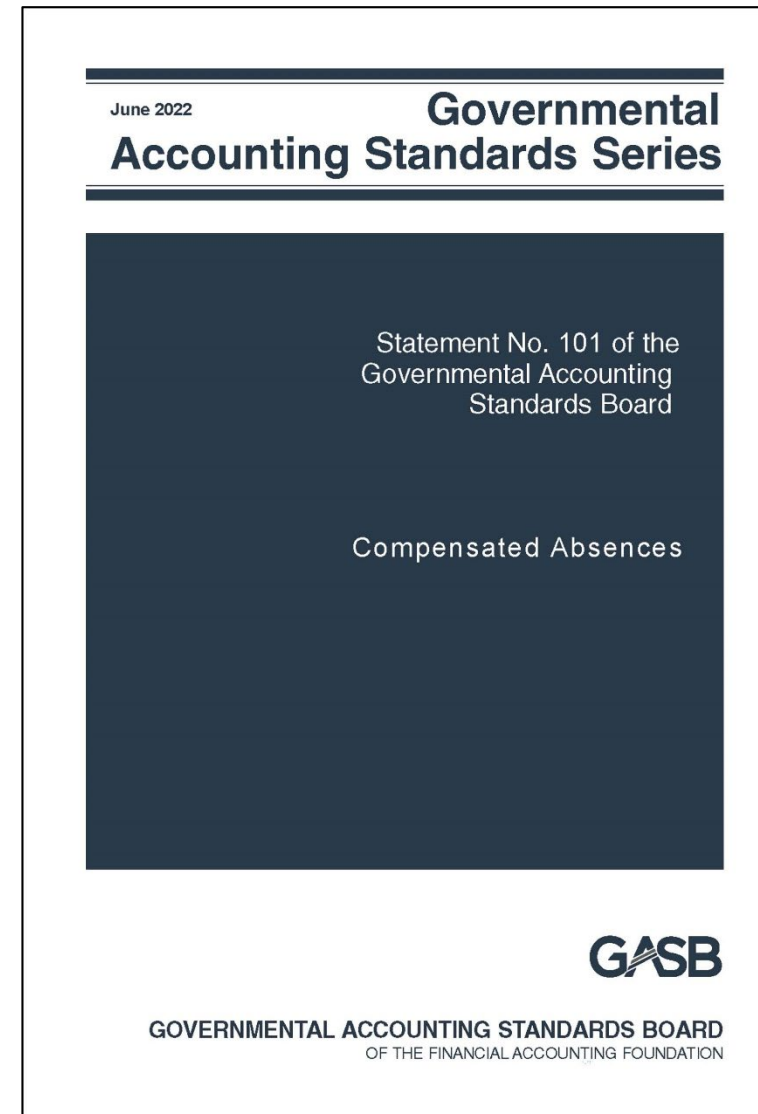 June 2022
Governmental
Accounting Standards Series
Statement No. 101 of the
Governmental Accounting
Standards Board
Compensated Absences
GASB
GOVERNMENTAL ACCOUNTING STANDARDS BOARD
OF THE FINANCIAL ACCOUNTING FOUNDATION